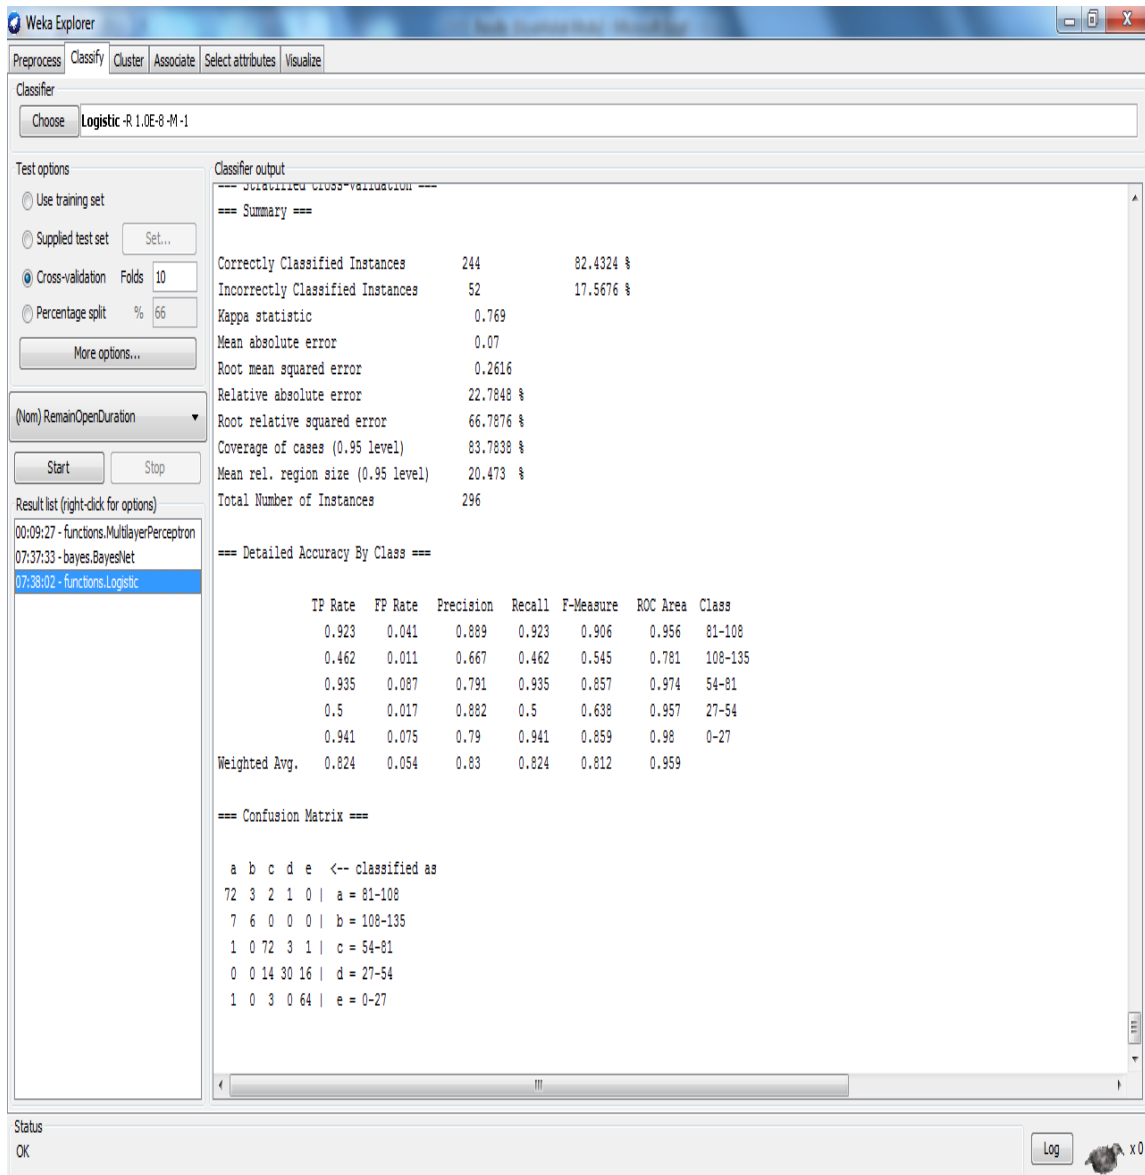 Weka Explorer
Preprocess Classify Cluster Associate Select attributes Visualize
Classifier
Choose Logistic -R 1.0E-8 -M -1
Test options
Use training set
Supplied test set Set...
Cross-validation Folds 10
Percentage split % 66
More options...
(Nom) RemainOpenDuration
Start Stop
Result list (right-click for options)
00:09:27 - functions.MultilayerPerceptron
07:37:33 - bayes.BayesNet
07:38:02 - functions.Logistic
Classifier output
=== Stratified cross-validation ===
=== Summary ===
Correctly Classified Instances 244 82.4324 %
Incorrectly Classified Instances 52 17.5676 %
Kappa statistic 0.769
Mean absolute error 0.07
Root mean squared error 0.2616
Relative absolute error 22.7848 %
Root relative squared error 66.7876 %
Coverage of cases (0.95 level) 83.7838 %
Mean rel. region size (0.95 level) 20.473 %
Total Number of Instances 296
=== Detailed Accuracy By Class ===
TP Rate FP Rate Precision Recall F-Measure ROC Area Class
0.923 0.041 0.889 0.923 0.906 0.956 81-108
0.462 0.011 0.667 0.462 0.545 0.781 108-135
0.935 0.087 0.791 0.935 0.857 0.974 54-81
0.5 0.017 0.882 0.5 0.638 0.957 27-54
0.941 0.075 0.79 0.941 0.859 0.98 0-27
Weighted Avg. 0.824 0.054 0.83 0.824 0.812 0.959
=== Confusion Matrix ===
a b c d e <-- classified as
72 3 2 1 0 | a = 81-108
7 6 0 0 0 | b = 108-135
1 0 72 3 1 | c = 54-81
0 0 14 30 16 | d = 27-54
1 0 3 0 64 | e = 0-27
Status
OK
Log x 0